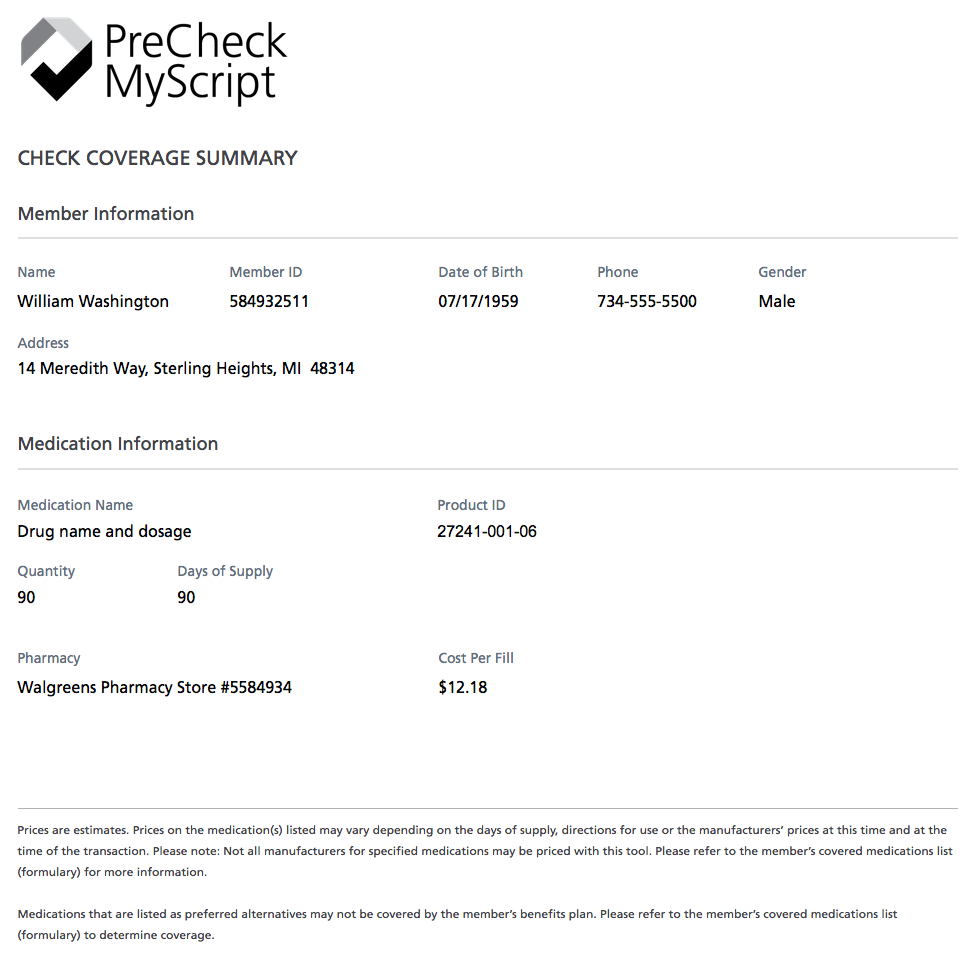 PreCheck
MyScript
CHECK COVERAGE SUMMARY
Member Information
Name Member ID Date of Birth Phone Gender
William Washington 584932511 07/17/1959 734-555-5500 Male
Address
14 Meredith Way, Sterling Heights, MI 48314
Medication Information
Medication Name Product ID
Drug name and dosage 27241-001-06
Quantity Days of Supply
90 90
Pharmacy Cost Per Fill
Walgreens Pharmacy Store #5584934 $12.18
Prices are estimates. Prices on the medication(s) listed may vary depending on the days of supply, directions for use or the manufacturers’ prices at this time and at the
time of the transaction. Please note: Not all manufacturers for specified medications may be priced with this tool. Please refer to the member’s covered medications list
(formulary) for more information.
Medications that are listed as preferred alternatives may not be covered by the member’s benefits plan. Please refer to the member’s covered medications list
(formulary) to determine coverage.